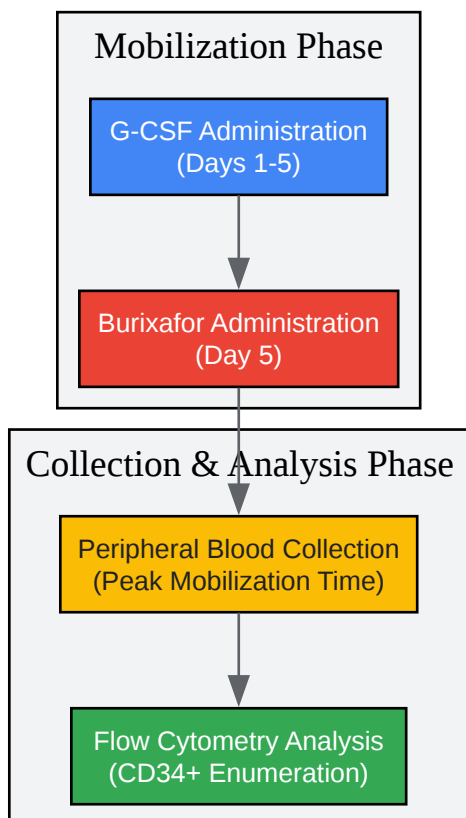 Mobilization Phase
G-CSF Administration
(Days 1-5)
Burixafor Administration
(Day 5)
Collection & Analysis Phase
Peripheral Blood Collection
(Peak Mobilization Time)
Flow Cytometry Analysis
(CD34+ Enumeration)